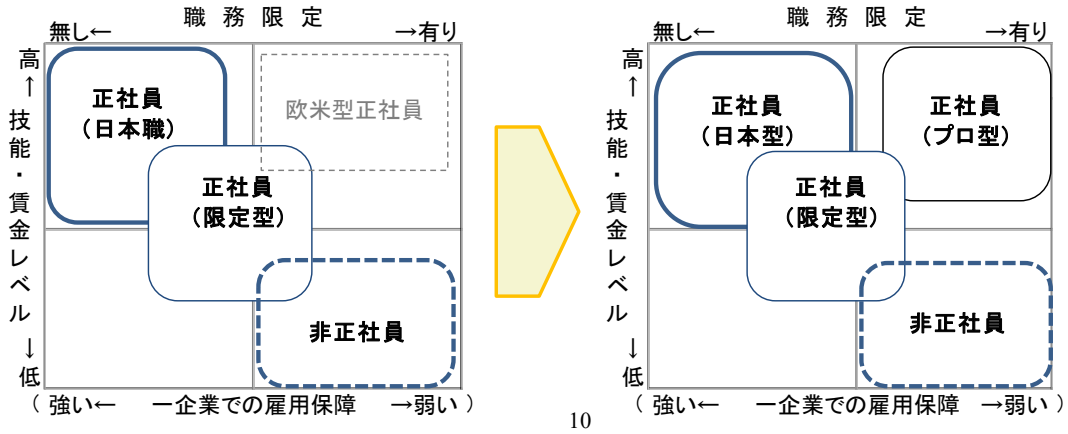 職務限定
無し← →有り
高
↑
技能・賃金レベル
↓
低
正社員
（日本職）
欧米型正社員
正社員
（限定型）
非正社員
（強い← 一企業での雇用保障 →弱い）
職務限定
無し← →有り
高
↑
技能・賃金レベル
↓
低
正社員
（日本型）
正社員
（プロ型）
正社員
（限定型）
非正社員
（強い← 一企業での雇用保障 →弱い）
10